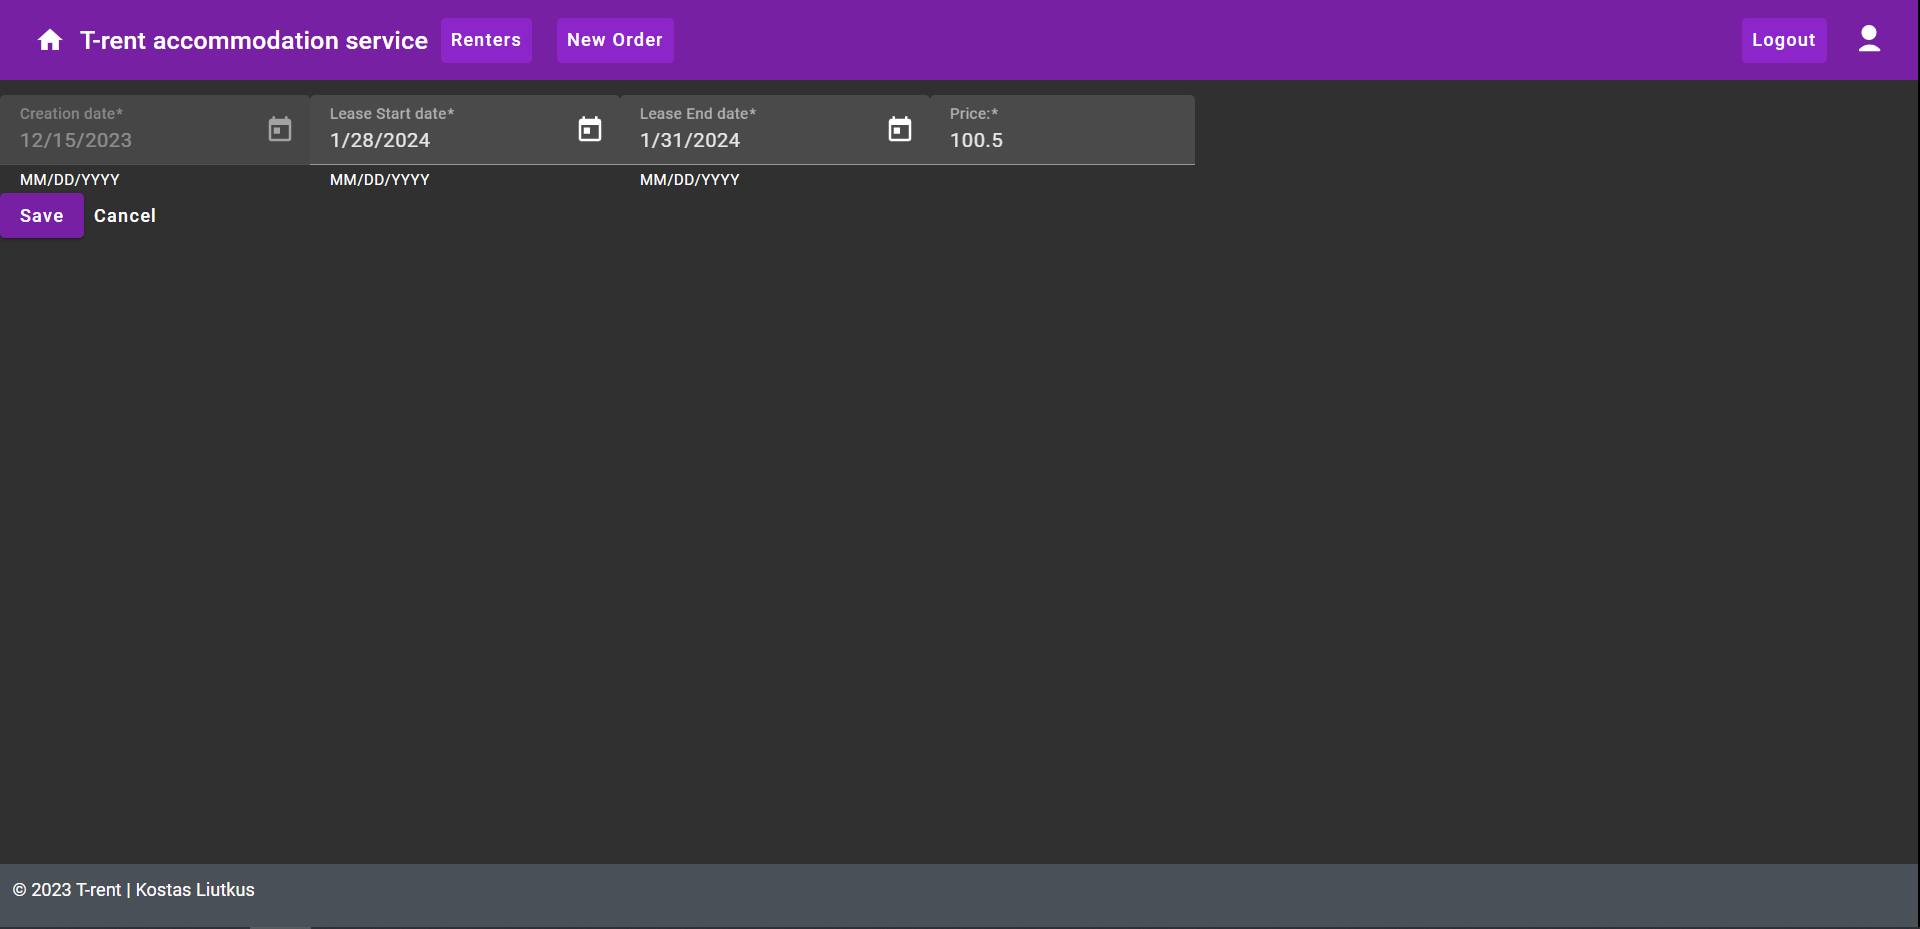 T-rent accommodation service Renters New Order Logout
Creation date* Lease Start date* Lease End date* Price:*
12/15/2023 1/28/2024 1/31/2024 100.5
MM/DD/YYYY MM/DD/YYYY MM/DD/YYYY
Save Cancel
© 2023 T-rent | Kostas Liutkus